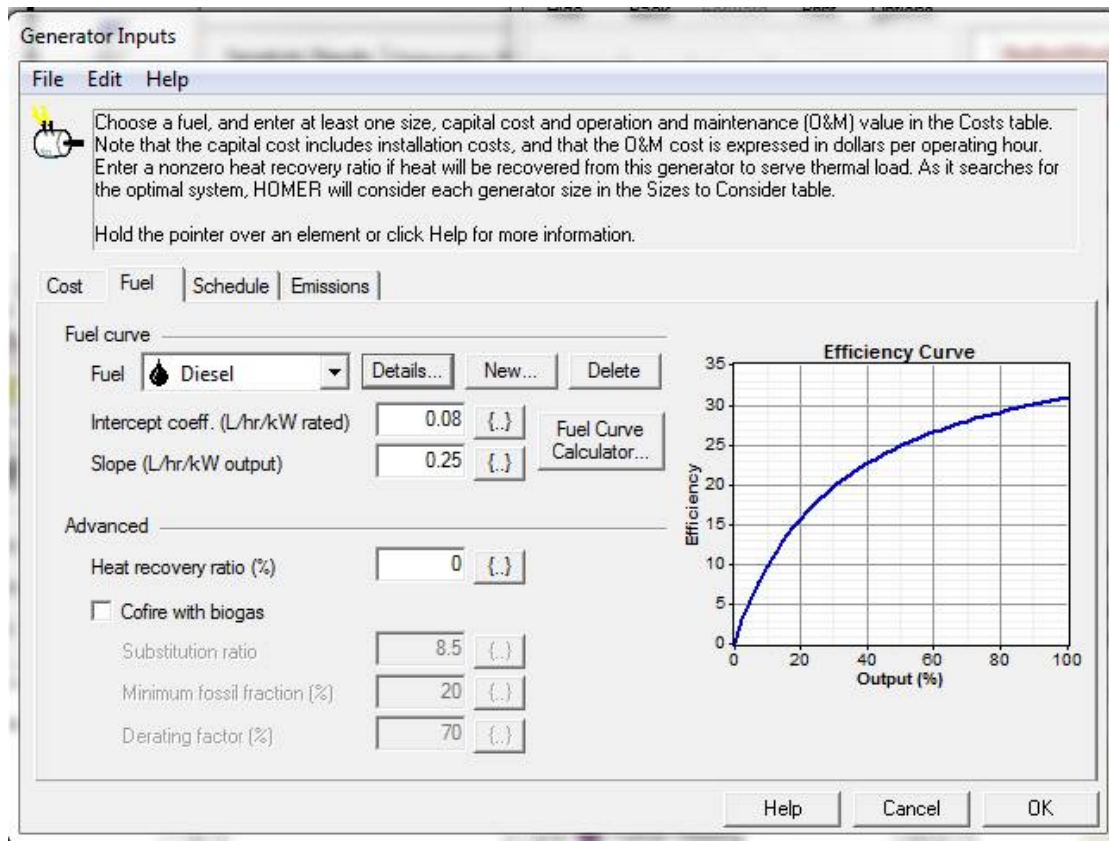 Generator Inputs
File Edit Help
Choose a fuel, and enter at least one size, capital cost and operation and maintenance (O&M) value in the Costs table.
Note that the capital cost includes installation costs, and that the O&M cost is expressed in dollars per operating hour.
Enter a nonzero heat recovery ratio if heat will be recovered from this generator to serve thermal load. As it searches for
the optimal system, HOMER will consider each generator size in the Sizes to Consider table.
Hold the pointer over an element or click Help for more information.
Cost Fuel Schedule Emissions
Fuel curve
Fuel Diesel Details... New... Delete
Intercept coeff. (L/hr/kW rated) 0.08 {..}
Slope (L/hr/kW output) 0.25 {..}
Fuel Curve
Calculator...
Advanced
Heat recovery ratio (%) 0 {..}
Cofire with biogas
Substitution ratio 8.5 {..}
Minimum fossil fraction (%) 20 {..}
Derating factor (%) 70 {..}
Efficiency Curve
35
30
25
20
15
10
5
0
Efficiency
0 20 40 60 80 100
Output (%)
Help Cancel OK